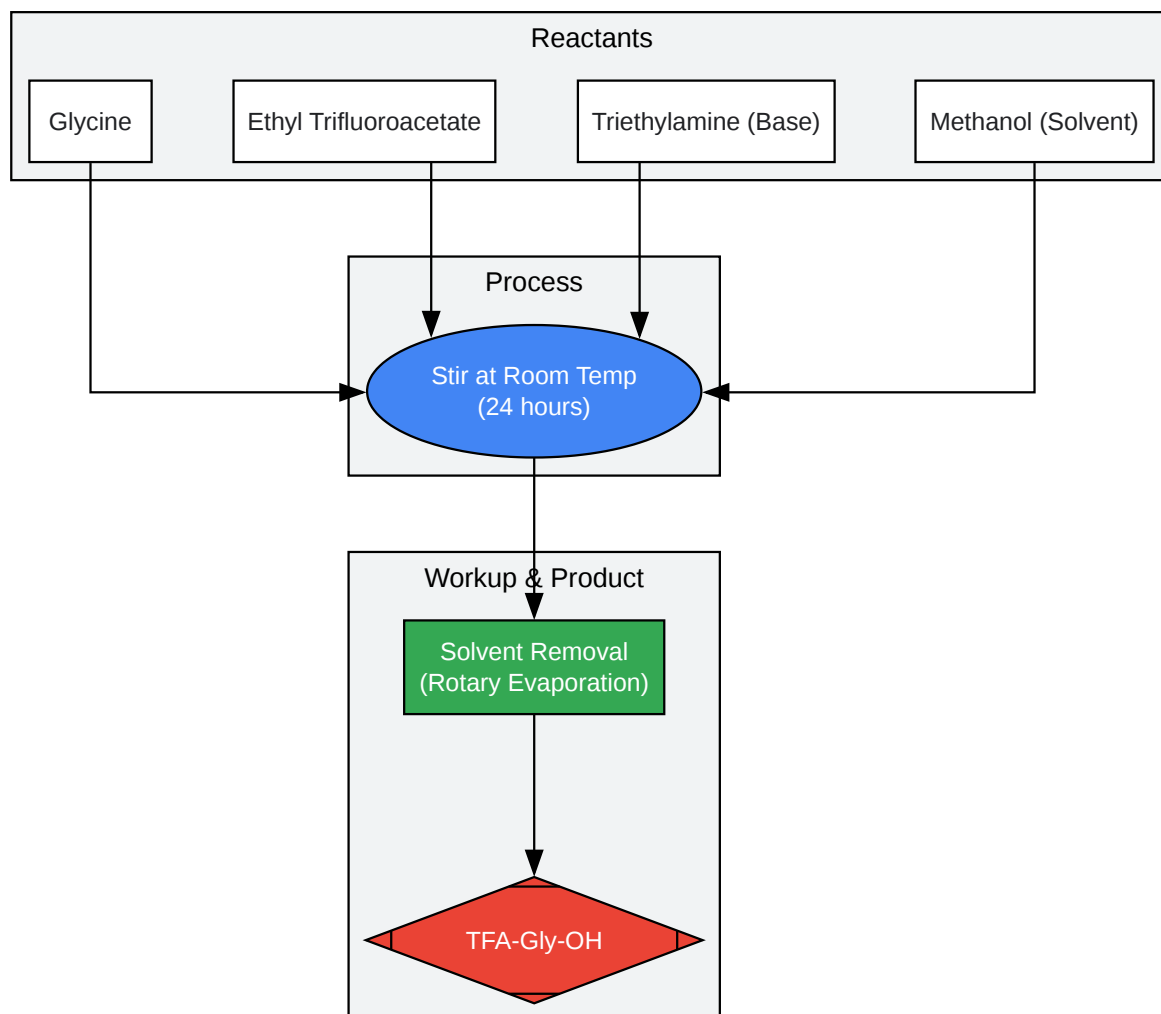 Reactants
Glycine
Ethyl Trifluoroacetate
Triethylamine (Base)
Methanol (Solvent)
Process
Stir at Room Temp
(24 hours)
Workup & Product
Solvent Removal
(Rotary Evaporation)
TFA-Gly-OH